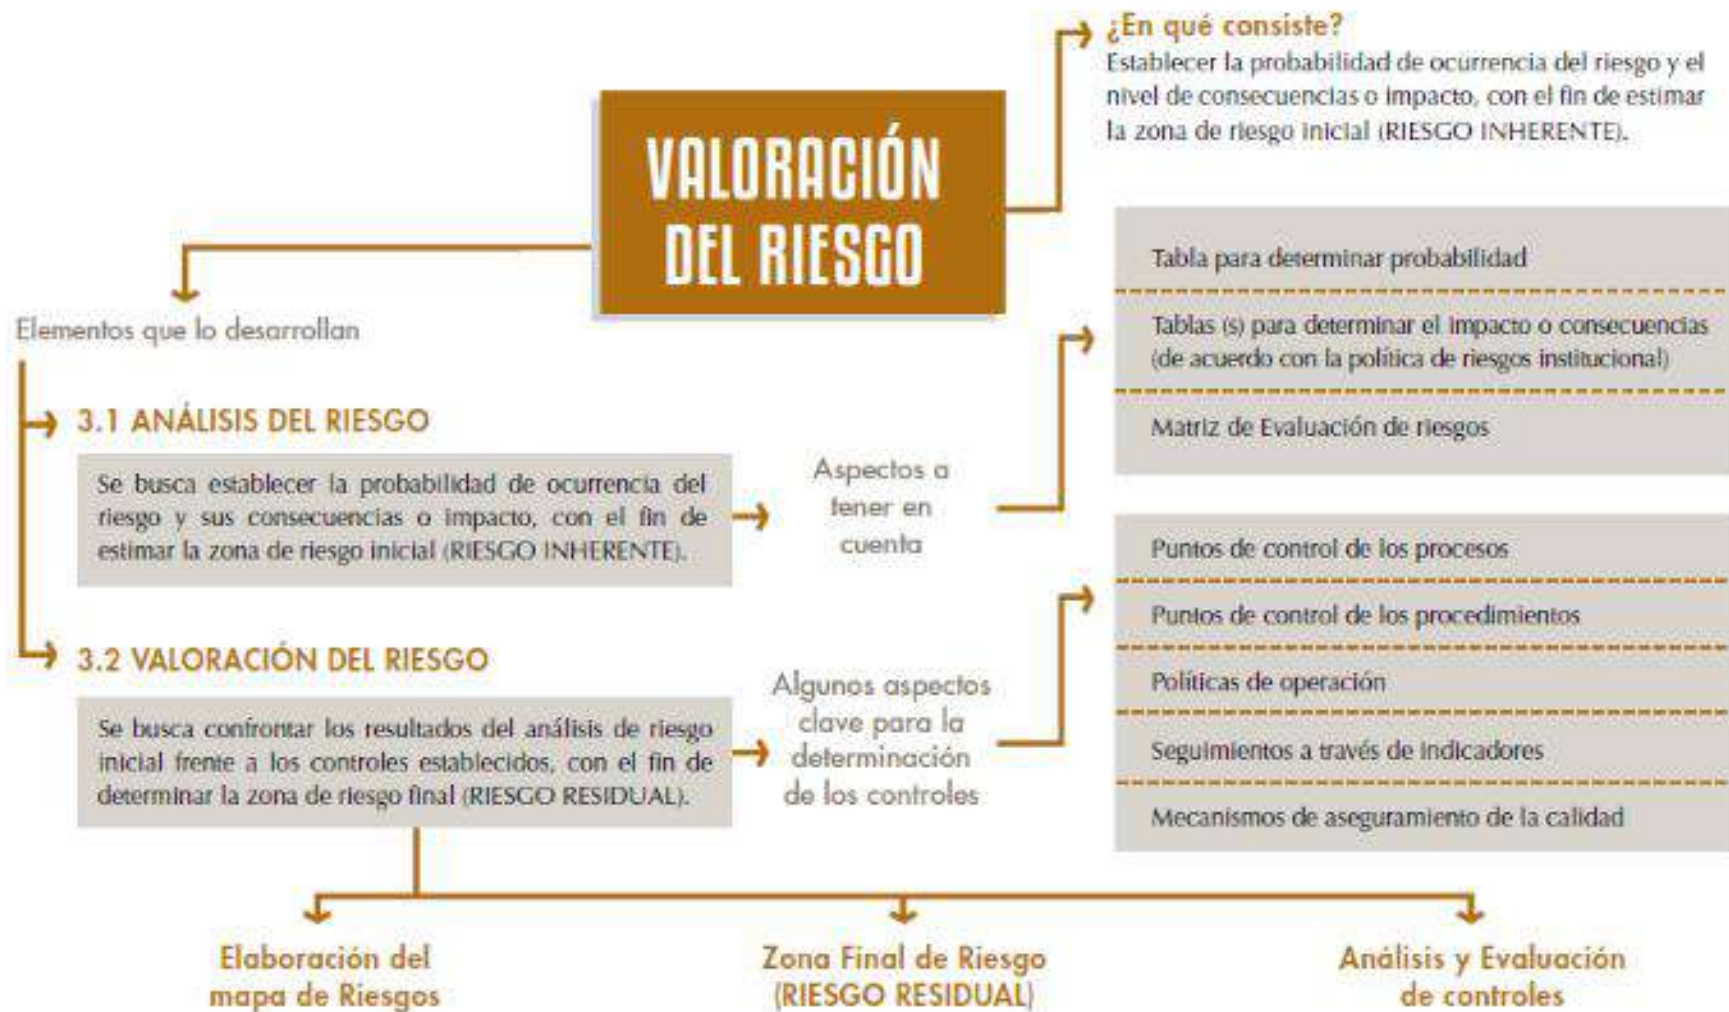 VALORACIÓN
DEL RIESGO
¿En qué consiste?
Establecer la probabilidad de ocurrencia del riesgo y el
nivel de consecuencias o impacto, con el fin de estimar
la zona de riesgo inicial (RIESGO INHERENTE).
Elementos que lo desarrollan
3.1 ANÁLISIS DEL RIESGO
Se busca establecer la probabilidad de ocurrencia del
riesgo y sus consecuencias o impacto, con el fin de
estimar la zona de riesgo inicial (RIESGO INHERENTE).
Aspectos a
tener en
cuenta
Tabla para determinar probabilidad
Tablas (s) para determinar el impacto o consecuencias
(de acuerdo con la política de riesgos institucional)
Matriz de Evaluación de riesgos
3.2 VALORACIÓN DEL RIESGO
Se busca confrontar los resultados del análisis de riesgo
inicial frente a los controles establecidos, con el fin de
determinar la zona de riesgo final (RIESGO RESIDUAL).
Algunos aspectos
clave para la
determinación
de los controles
Puntos de control de los procesos
Puntos de control de los procedimientos
Políticas de operación
Seguimientos a través de indicadores
Mecanismos de aseguramiento de la calidad
Elaboración del
mapa de Riesgos
Zona Final de Riesgo
(RIESGO RESIDUAL)
Análisis y Evaluación
de controles